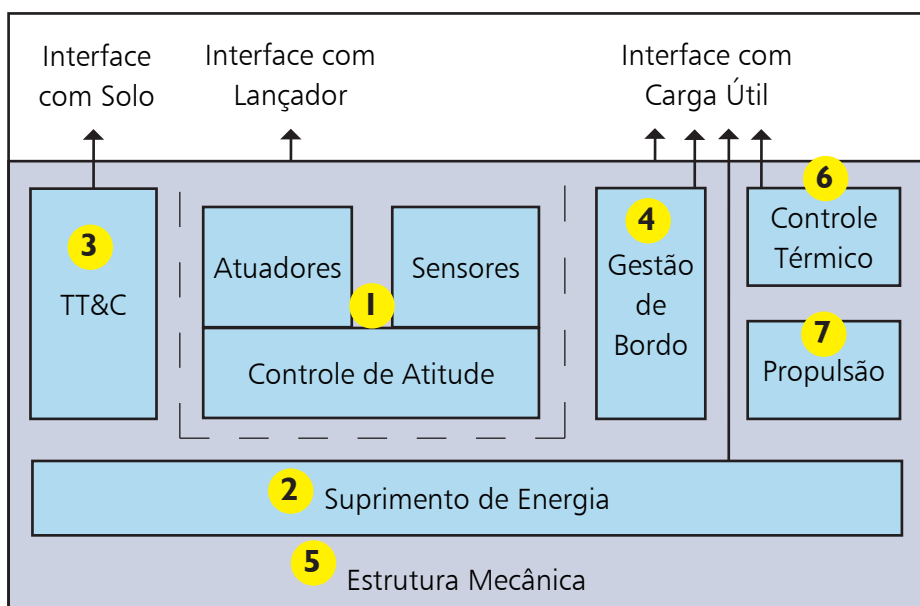 Interface
com Solo
Interface com
Lançador
Interface com
Carga Útil
3
TT&C
Atuadores
Sensores
1
Controle de Atitude
4
Gestão
de
Bordo
6
Controle
Térmico
7
Propulsão
2 Suprimento de Energia
5 Estrutura Mecânica